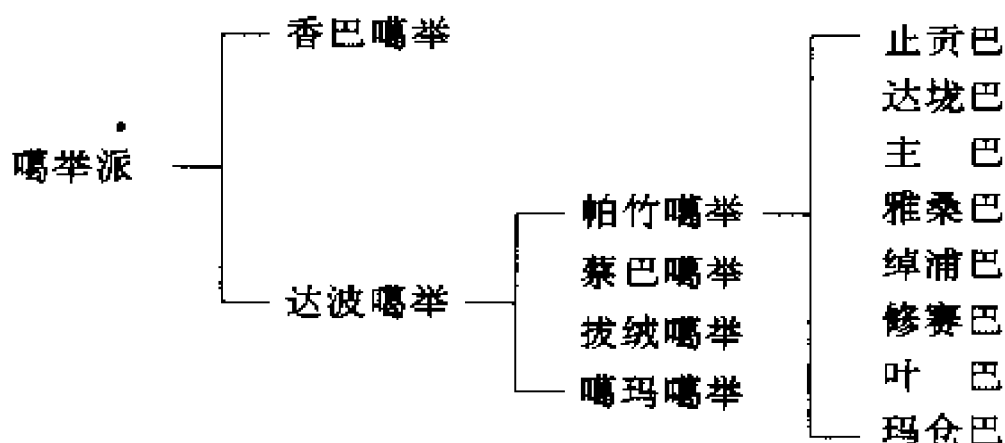 噶举派
香巴噶举
达波噶举
帕竹噶举
蔡巴噶举
拔绒噶举
噶玛噶举
止贡巴
达垅巴
主　巴
雅桑巴
绰浦巴
修赛巴
叶　巴
玛仓巴